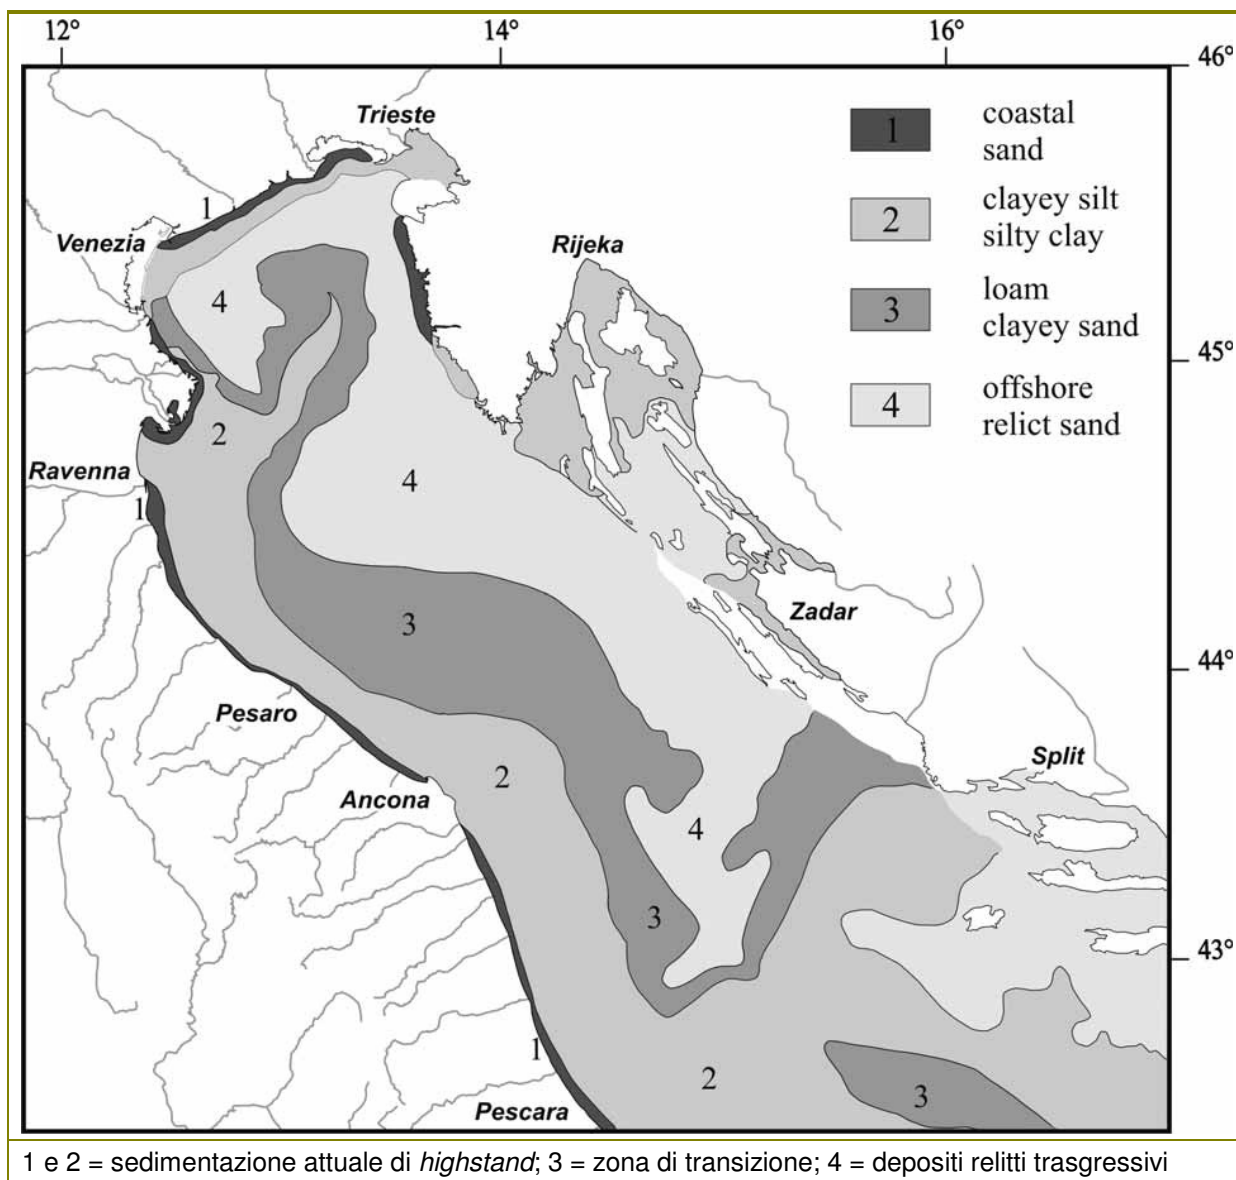 12° 14° 16°
46°
Trieste
1
coastal
sand
1
2
clayey silt
silty clay
Venezia
Rijeka
4
3
loam
clayey sand
45°
4
offshore
relict sand
2
Ravenna
4
1
3
Zadar
44°
Pesaro
2
Split
Ancona
4
3
43°
1
2
3
Pescara
1 e 2 = sedimentazione attuale di highstand; 3 = zona di transizione; 4 = depositi relitti trasgressivi